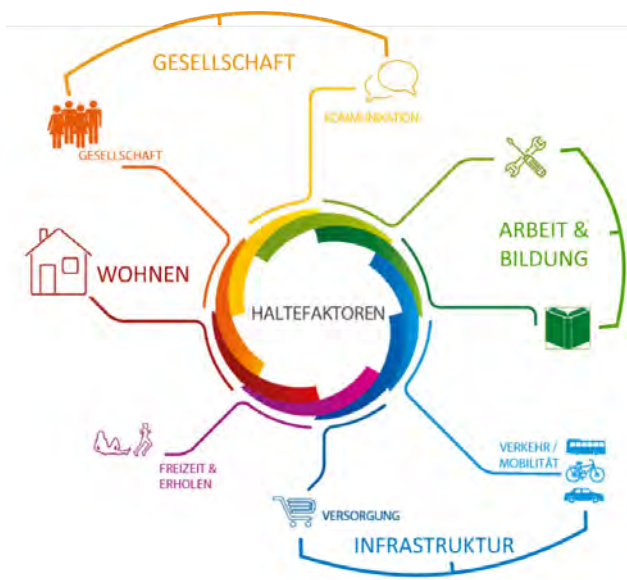 GESELLSCHAFT
KOMMUNIKATION
GESELLSCHAFT
ARBEIT &
BILDUNG
WOHNEN
HALTEFAKTOREN
VERKEHR /
MOBILITÄT
FREIZEIT &
ERHOLEN
VERSORGUNG
INFRASTRUKTUR